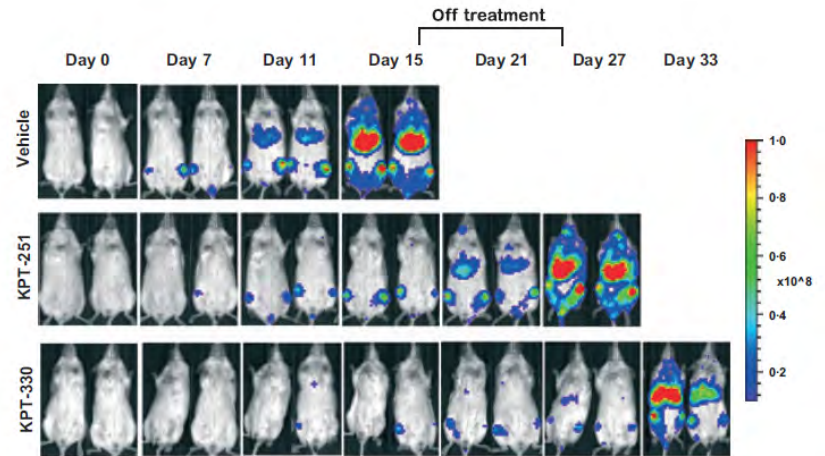 Off treatment
Day 0 Day 7 Day 11 Day 15 Day 21 Day 27 Day 33
Vehicle
KPT-251
KPT-330
1·0
0·8
0·6
x10^8
0·4
0·2